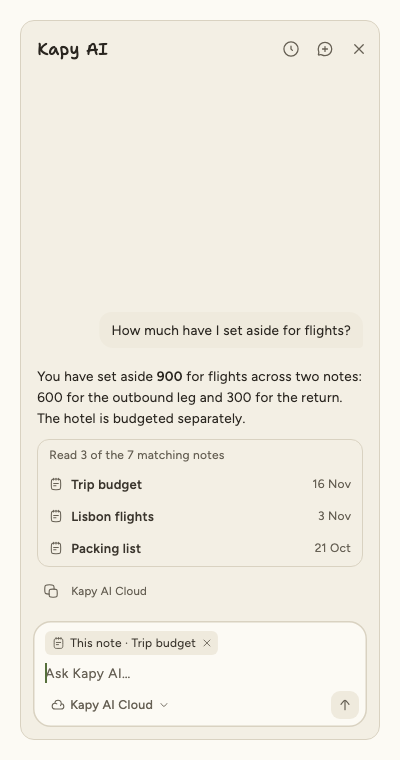 Kapy AI
How much have I set aside for flights?
You have set aside 900 for flights across two notes:
600 for the outbound leg and 300 for the return.
The hotel is budgeted separately.
Read 3 of the 7 matching notes
Trip budget 16 Nov
Lisbon flights 3 Nov
Packing list 21 Oct
Kapy AI Cloud
This note · Trip budget
Ask Kapy AI...
Kapy AI Cloud